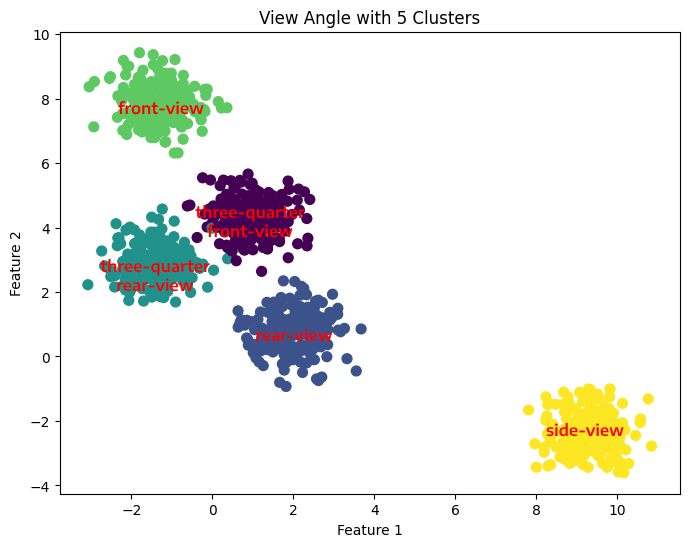 View Angle with 5 Clusters
10
8
6
4
2
0
−2
−4
Feature 2
front-view
three-quarter
front-view
three-quarter
rear-view
rear-view
side-view
−2 0 2 4 6 8 10
Feature 1